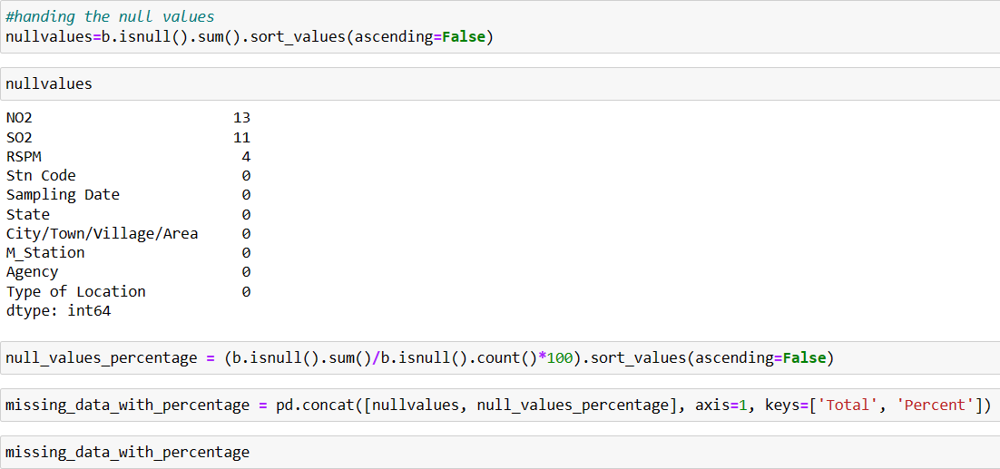 #handing the null values
nullvalues=b.isnull().sum().sort_values(ascending=False)
nullvalues
NO2 13
SO2 11
RSPM 4
Stn Code 0
Sampling Date 0
State 0
City/Town/Village/Area 0
M_Station 0
Agency 0
Type of Location 0
dtype: int64
null_values_percentage = (b.isnull().sum()/b.isnull().count()*100).sort_values(ascending=False)
missing_data_with_percentage = pd.concat([nullvalues, null_values_percentage], axis=1, keys=['Total', 'Percent'])
missing_data_with_percentage